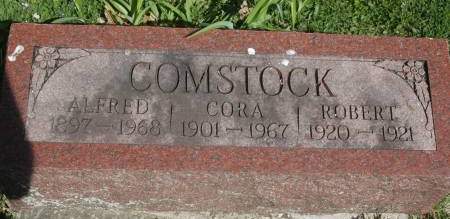 COMSTOCK
ALFRED CORA ROBERT
1897 - 1968 1901 - 1967 1920 - 1921